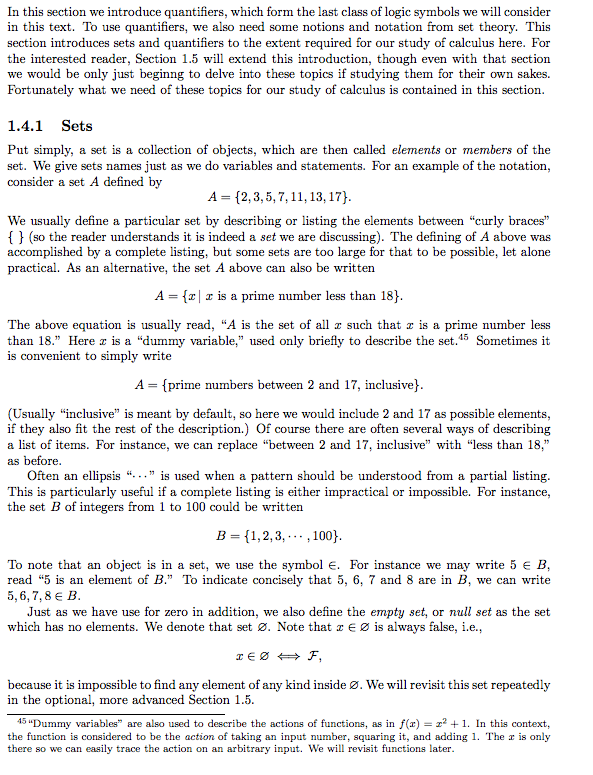 In this section we introduce quantifiers, which form the last class of logic symbols we will consider
in this text. To use quantifiers, we also need some notions and notation from set theory. This
section introduces sets and quantifiers to the extent required for our study of calculus here. For
the interested reader, Section 1.5 will extend this introduction, though even with that section
we would be only just beginng to delve into these topics if studying them for their own sakes.
Fortunately what we need of these topics for our study of calculus is contained in this section.
1.4.1 Sets
Put simply, a set is a collection of objects, which are then called elements or members of the
set. We give sets names just as we do variables and statements. For an example of the notation,
consider a set A defined by
A = {2, 3, 5, 7, 11, 13, 17}.
We usually define a particular set by describing or listing the elements between “curly braces”
{ } (so the reader understands it is indeed a set we are discussing). The defining of A above was
accomplished by a complete listing, but some sets are too large for that to be possible, let alone
practical. As an alternative, the set A above can also be written
A = {x| x is a prime number less than 18}.
The above equation is usually read, “A is the set of all x such that x is a prime number less
than 18.” Here x is a “dummy variable,” used only briefly to describe the set.⁴⁵ Sometimes it
is convenient to simply write
A = {prime numbers between 2 and 17, inclusive}.
(Usually “inclusive” is meant by default, so here we would include 2 and 17 as possible elements,
if they also fit the rest of the description.) Of course there are often several ways of describing
a list of items. For instance, we can replace “between 2 and 17, inclusive” with “less than 18,”
as before.
Often an ellipsis “···” is used when a pattern should be understood from a partial listing.
This is particularly useful if a complete listing is either impractical or impossible. For instance,
the set B of integers from 1 to 100 could be written
B = {1, 2, 3, ··· , 100}.
To note that an object is in a set, we use the symbol ∈. For instance we may write 5 ∈ B,
read “5 is an element of B.” To indicate concisely that 5, 6, 7 and 8 are in B, we can write
5, 6, 7, 8 ∈ B.
Just as we have use for zero in addition, we also define the empty set, or null set as the set
which has no elements. We denote that set ∅. Note that x ∈ ∅ is always false, i.e.,
x ∈ ∅ ⟺ ℱ,
because it is impossible to find any element of any kind inside ∅. We will revisit this set repeatedly
in the optional, more advanced Section 1.5.
⁴⁵“Dummy variables” are also used to describe the actions of functions, as in f(x) = x² + 1. In this context,
the function is considered to be the action of taking an input number, squaring it, and adding 1. The x is only
there so we can easily trace the action on an arbitrary input. We will revisit functions later.